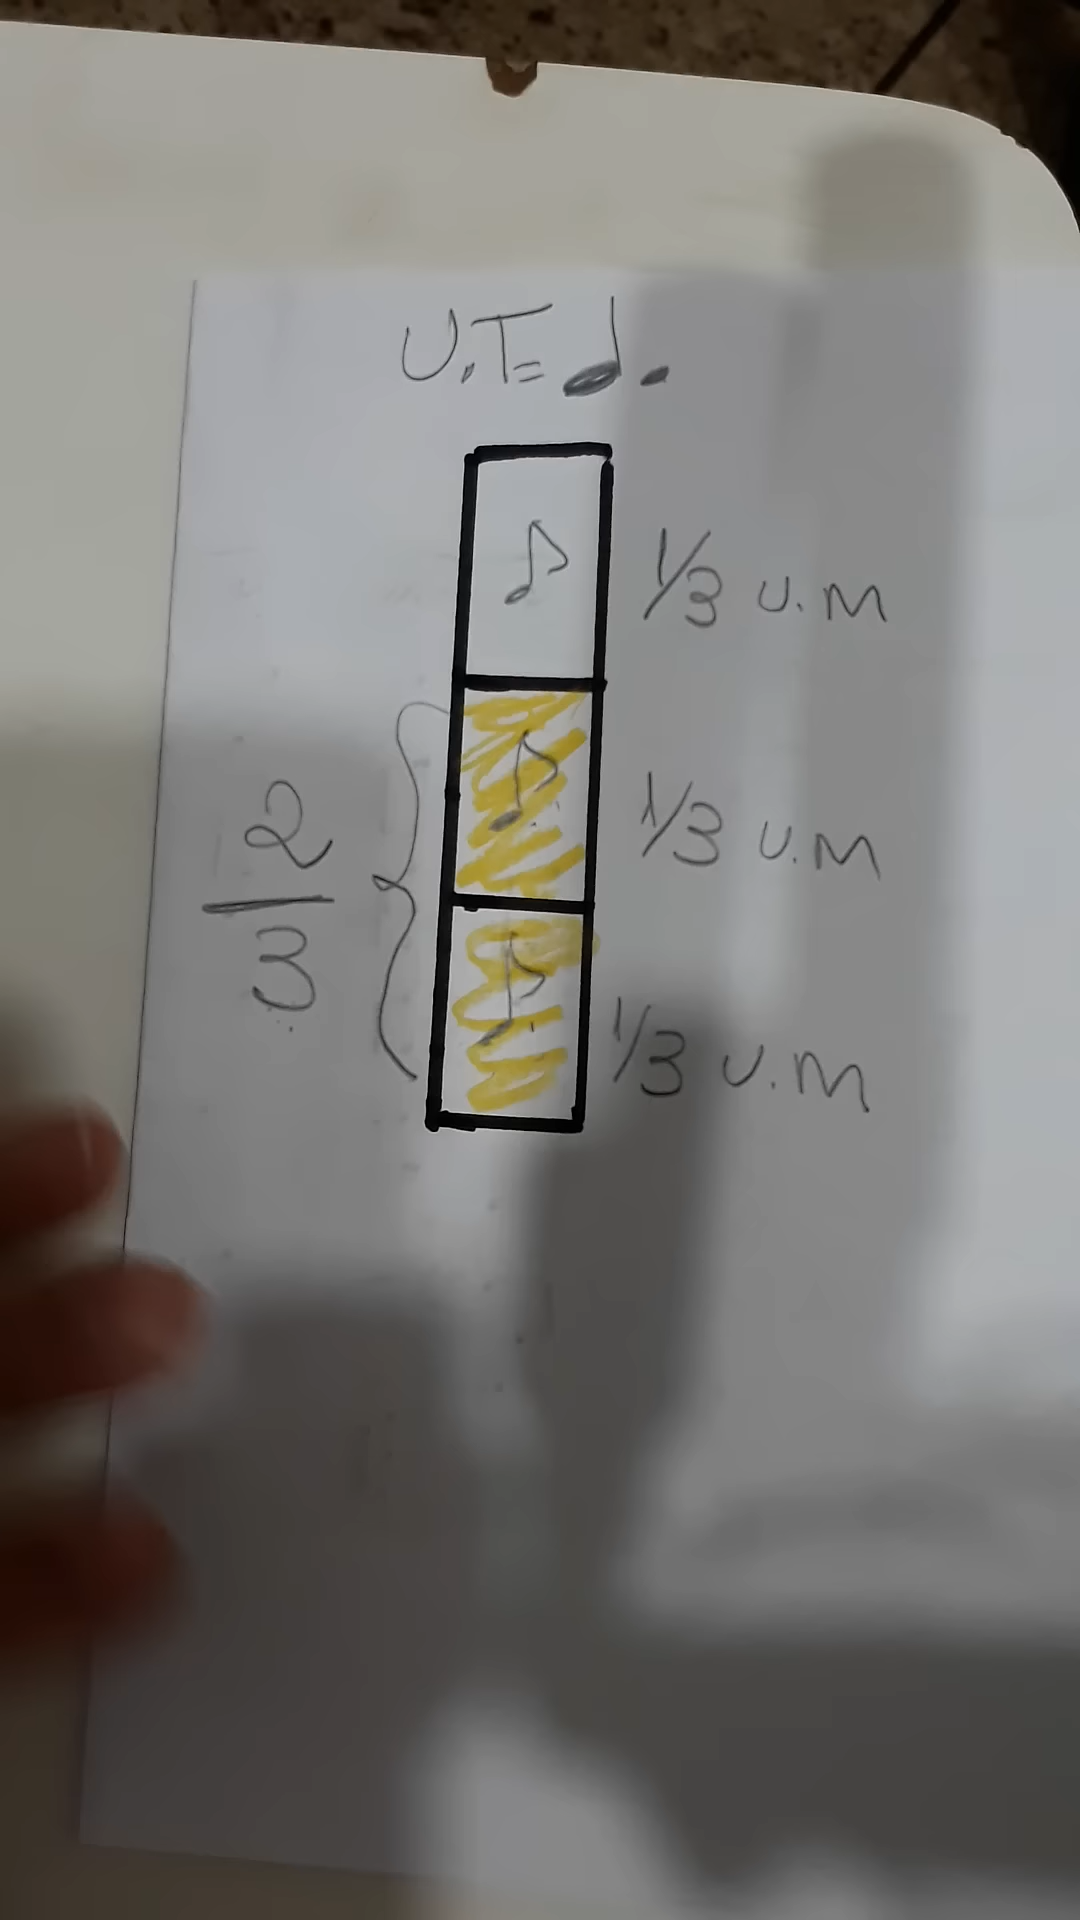 U.T= ♩.
♪ 1/3 U.M
♪ 1/3 U.M
2/3
♪ 1/3 U.M